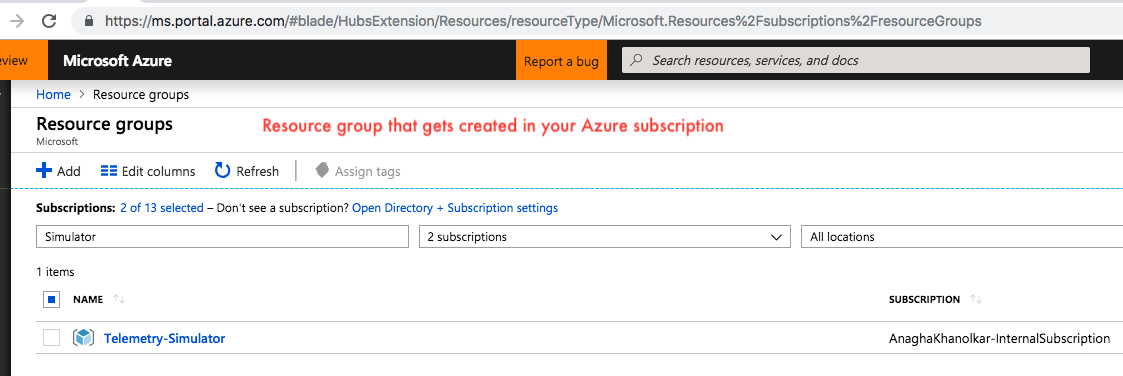 https://ms.portal.azure.com/#blade/HubsExtension/Resources/resourceType/Microsoft.Resources%2Fsubscriptions%2FresourceGroups
eview Microsoft Azure Report a bug Search resources, services, and docs
Home > Resource groups
Resource groups Resource group that gets created in your Azure subscription
Microsoft
Add Edit columns Refresh Assign tags
Subscriptions: 2 of 13 selected – Don't see a subscription? Open Directory + Subscription settings
Simulator 2 subscriptions All locations
1 items
NAME SUBSCRIPTION
Telemetry-Simulator AnaghaKhanolkar-InternalSubscription